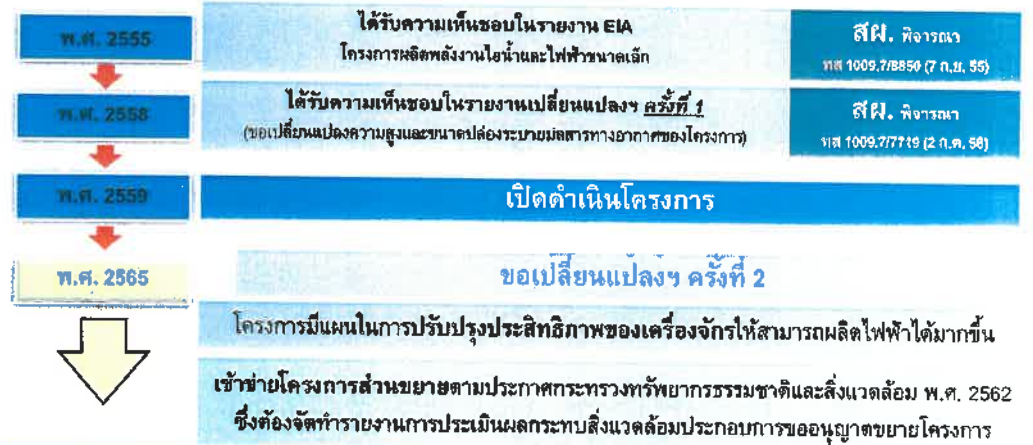 พ.ศ. 2555
ได้รับความเห็นชอบในรายงาน EIA
โครงการผลิตพลังงานไอน้ำและไฟฟ้าขนาดเล็ก
สผ. พิจารณา
ทส 1009.7/8850 (7 ก.ย. 55)
พ.ศ. 2558
ได้รับความเห็นชอบในรายงานเปลี่ยนแปลงฯ ครั้งที่ 1
(ขอเปลี่ยนแปลงความสูงและขนาดปล่องระบายมลสารทางอากาศของโครงการ)
สผ. พิจารณา
ทส 1009.7/7719 (2 ก.ค. 58)
พ.ศ. 2559
เปิดดำเนินโครงการ
พ.ศ. 2565
ขอเปลี่ยนแปลงฯ ครั้งที่ 2
โครงการมีแผนในการปรับปรุงประสิทธิภาพของเครื่องจักรให้สามารถผลิตไฟฟ้าได้มากขึ้น
เข้าข่ายโครงการส่วนขยายตามประกาศกระทรวงทรัพยากรธรรมชาติและสิ่งแวดล้อม พ.ศ. 2562
ซึ่งต้องจัดทำรายงานการประเมินผลกระทบสิ่งแวดล้อมประกอบการขออนุญาตขยายโครงการ